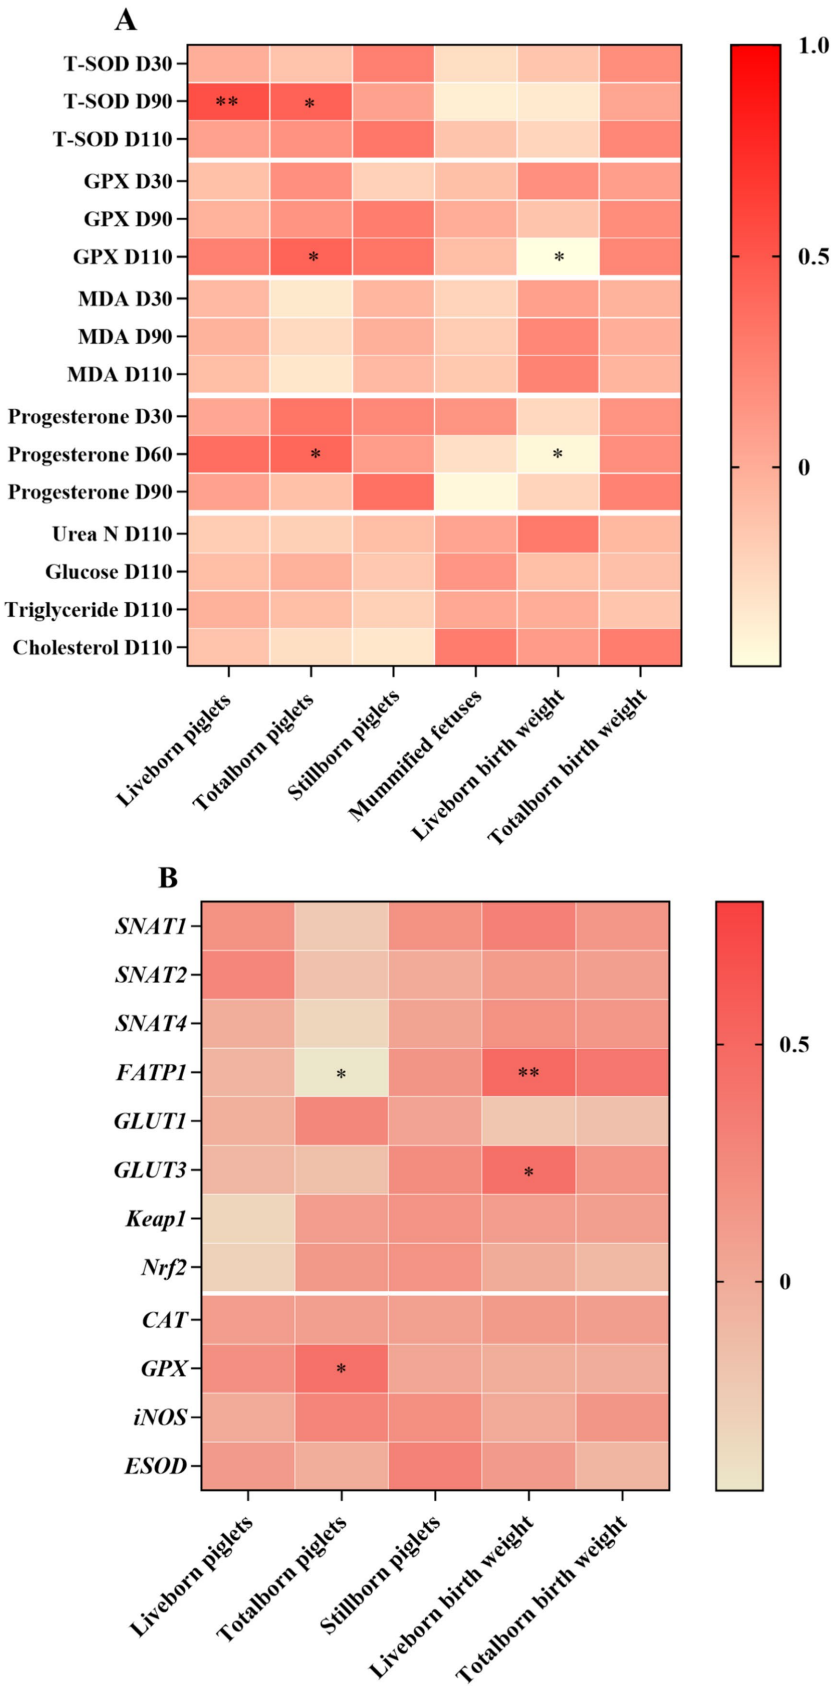 A
1.0
T-SOD D30
T-SOD D90 ** *
T-SOD D110
GPX D30
GPX D90
GPX D110 * * 0.5
MDA D30
MDA D90
MDA D110
Progesterone D30
Progesterone D60 * *
0
Progesterone D90
Urea N D110
Glucose D110
Triglyceride D110
Cholesterol D110
Liveborn piglets
Totalborn piglets
Stillborn piglets
Mummified fetuses
Liveborn birth weight
Totalborn birth weight
B
SNAT1
SNAT2
SNAT4
0.5
FATP1 * **
GLUT1
GLUT3 *
Keap1
Nrf2
0
CAT
GPX *
iNOS
ESOD
Liveborn piglets
Totalborn piglets
Stillborn piglets
Liveborn birth weight
Totalborn birth weight